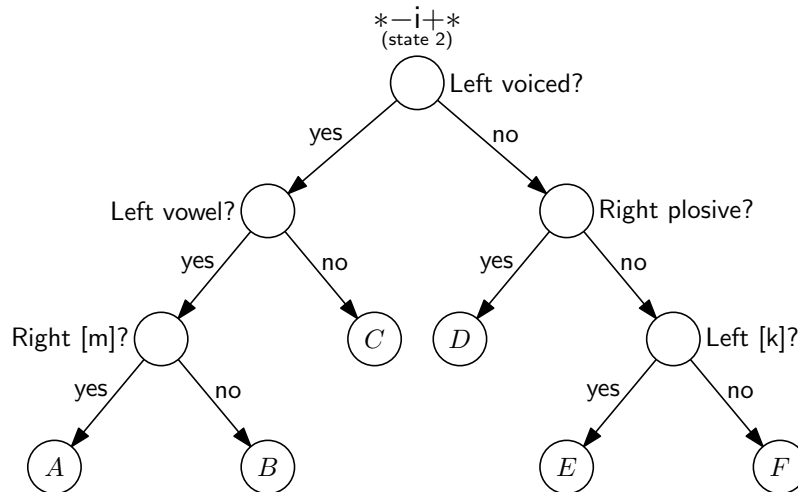 ∗−i+∗
(state 2)
Left voiced?
yes
no
Left vowel?
Right plosive?
yes
no
yes
no
Right [m]?
C
D
Left [k]?
yes
no
yes
no
A
B
E
F